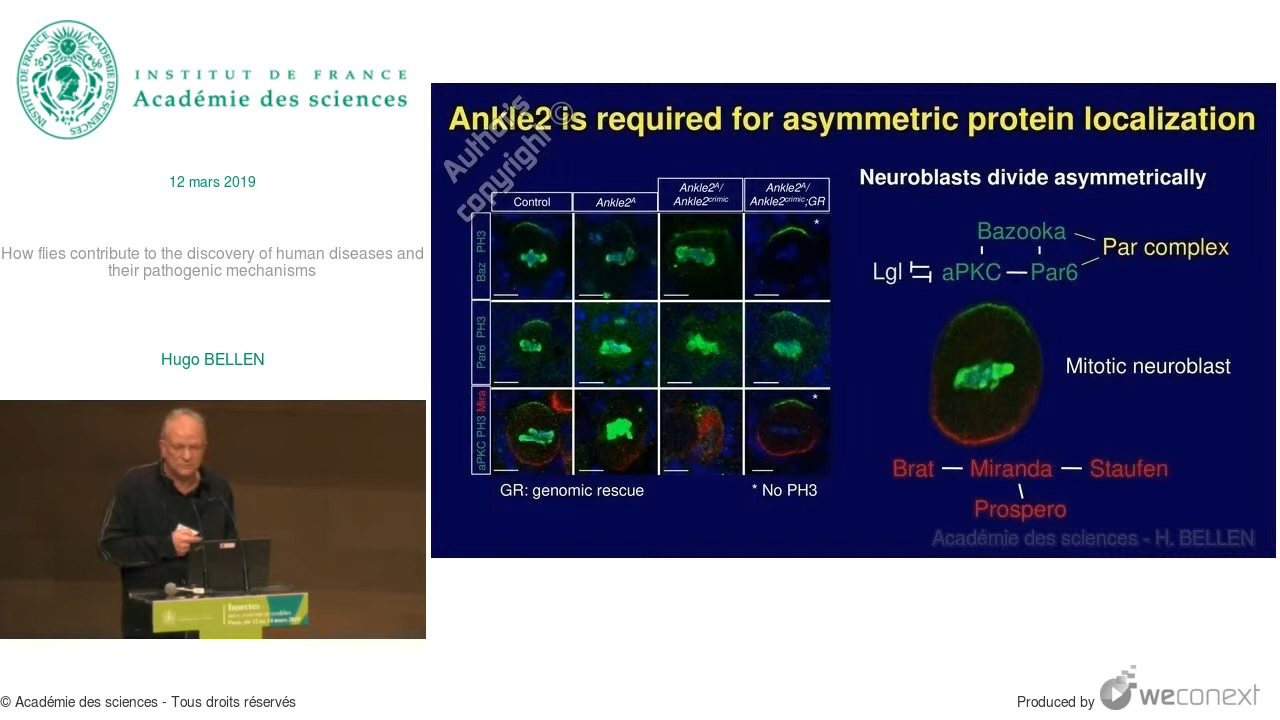 INSTITUT DE FRANCE
Académie des sciences
12 mars 2019
How flies contribute to the discovery of human diseases and
their pathogenic mechanisms
Hugo BELLEN
Insectes
© Académie des sciences - Tous droits réservés
Author's
copyright ©
Ankle2 is required for asymmetric protein localization
Neuroblasts divide asymmetrically
Control
Ankle2A
Ankle2A/
Ankle2crimic
Ankle2A/
Ankle2crimic;GR
Baz PH3
*
Par6 PH3
aPKC PH3 Mira
*
GR: genomic rescue
* No PH3
Bazooka
Par complex
Lgl
aPKC
Par6
Mitotic neuroblast
Brat
Miranda
Staufen
Prospero
Académie des sciences - H. BELLEN
Produced by
weconext